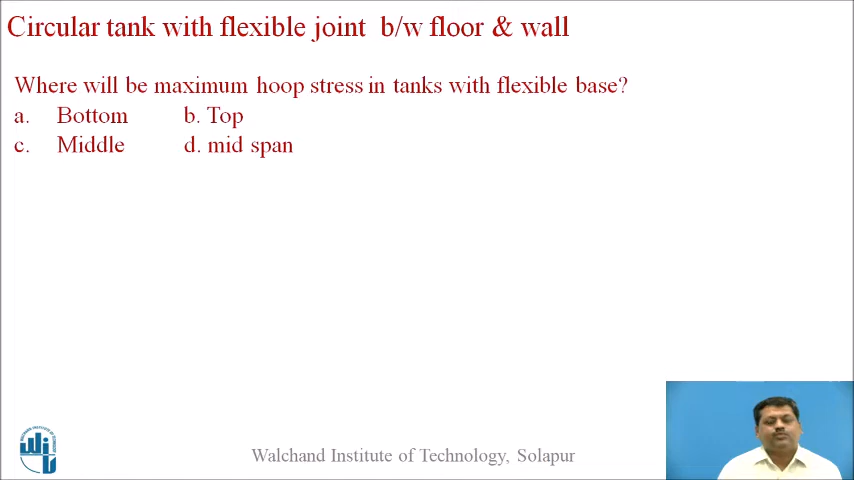 Circular tank with flexible joint b/w floor & wall
Where will be maximum hoop stress in tanks with flexible base?
a. Bottom b. Top
c. Middle d. mid span
Walchand Institute of Technology, Solapur